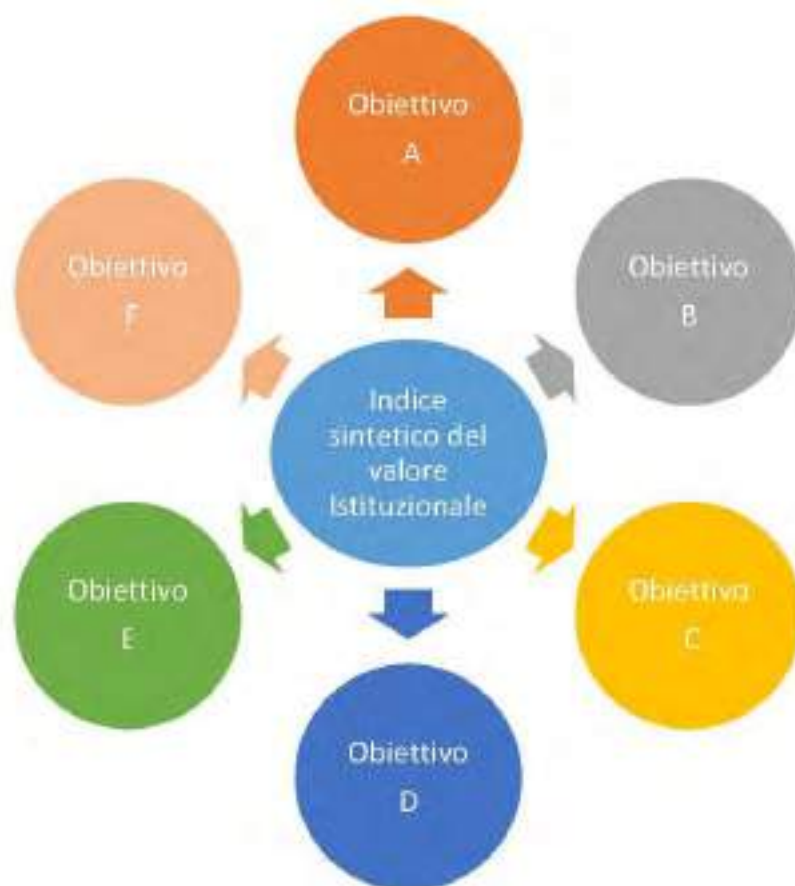 Obiettivo
A
Obiettivo
F
Obiettivo
B
Indice
sintetico del
valore
Istituzionale
Obiettivo
E
Obiettivo
C
Obiettivo
D